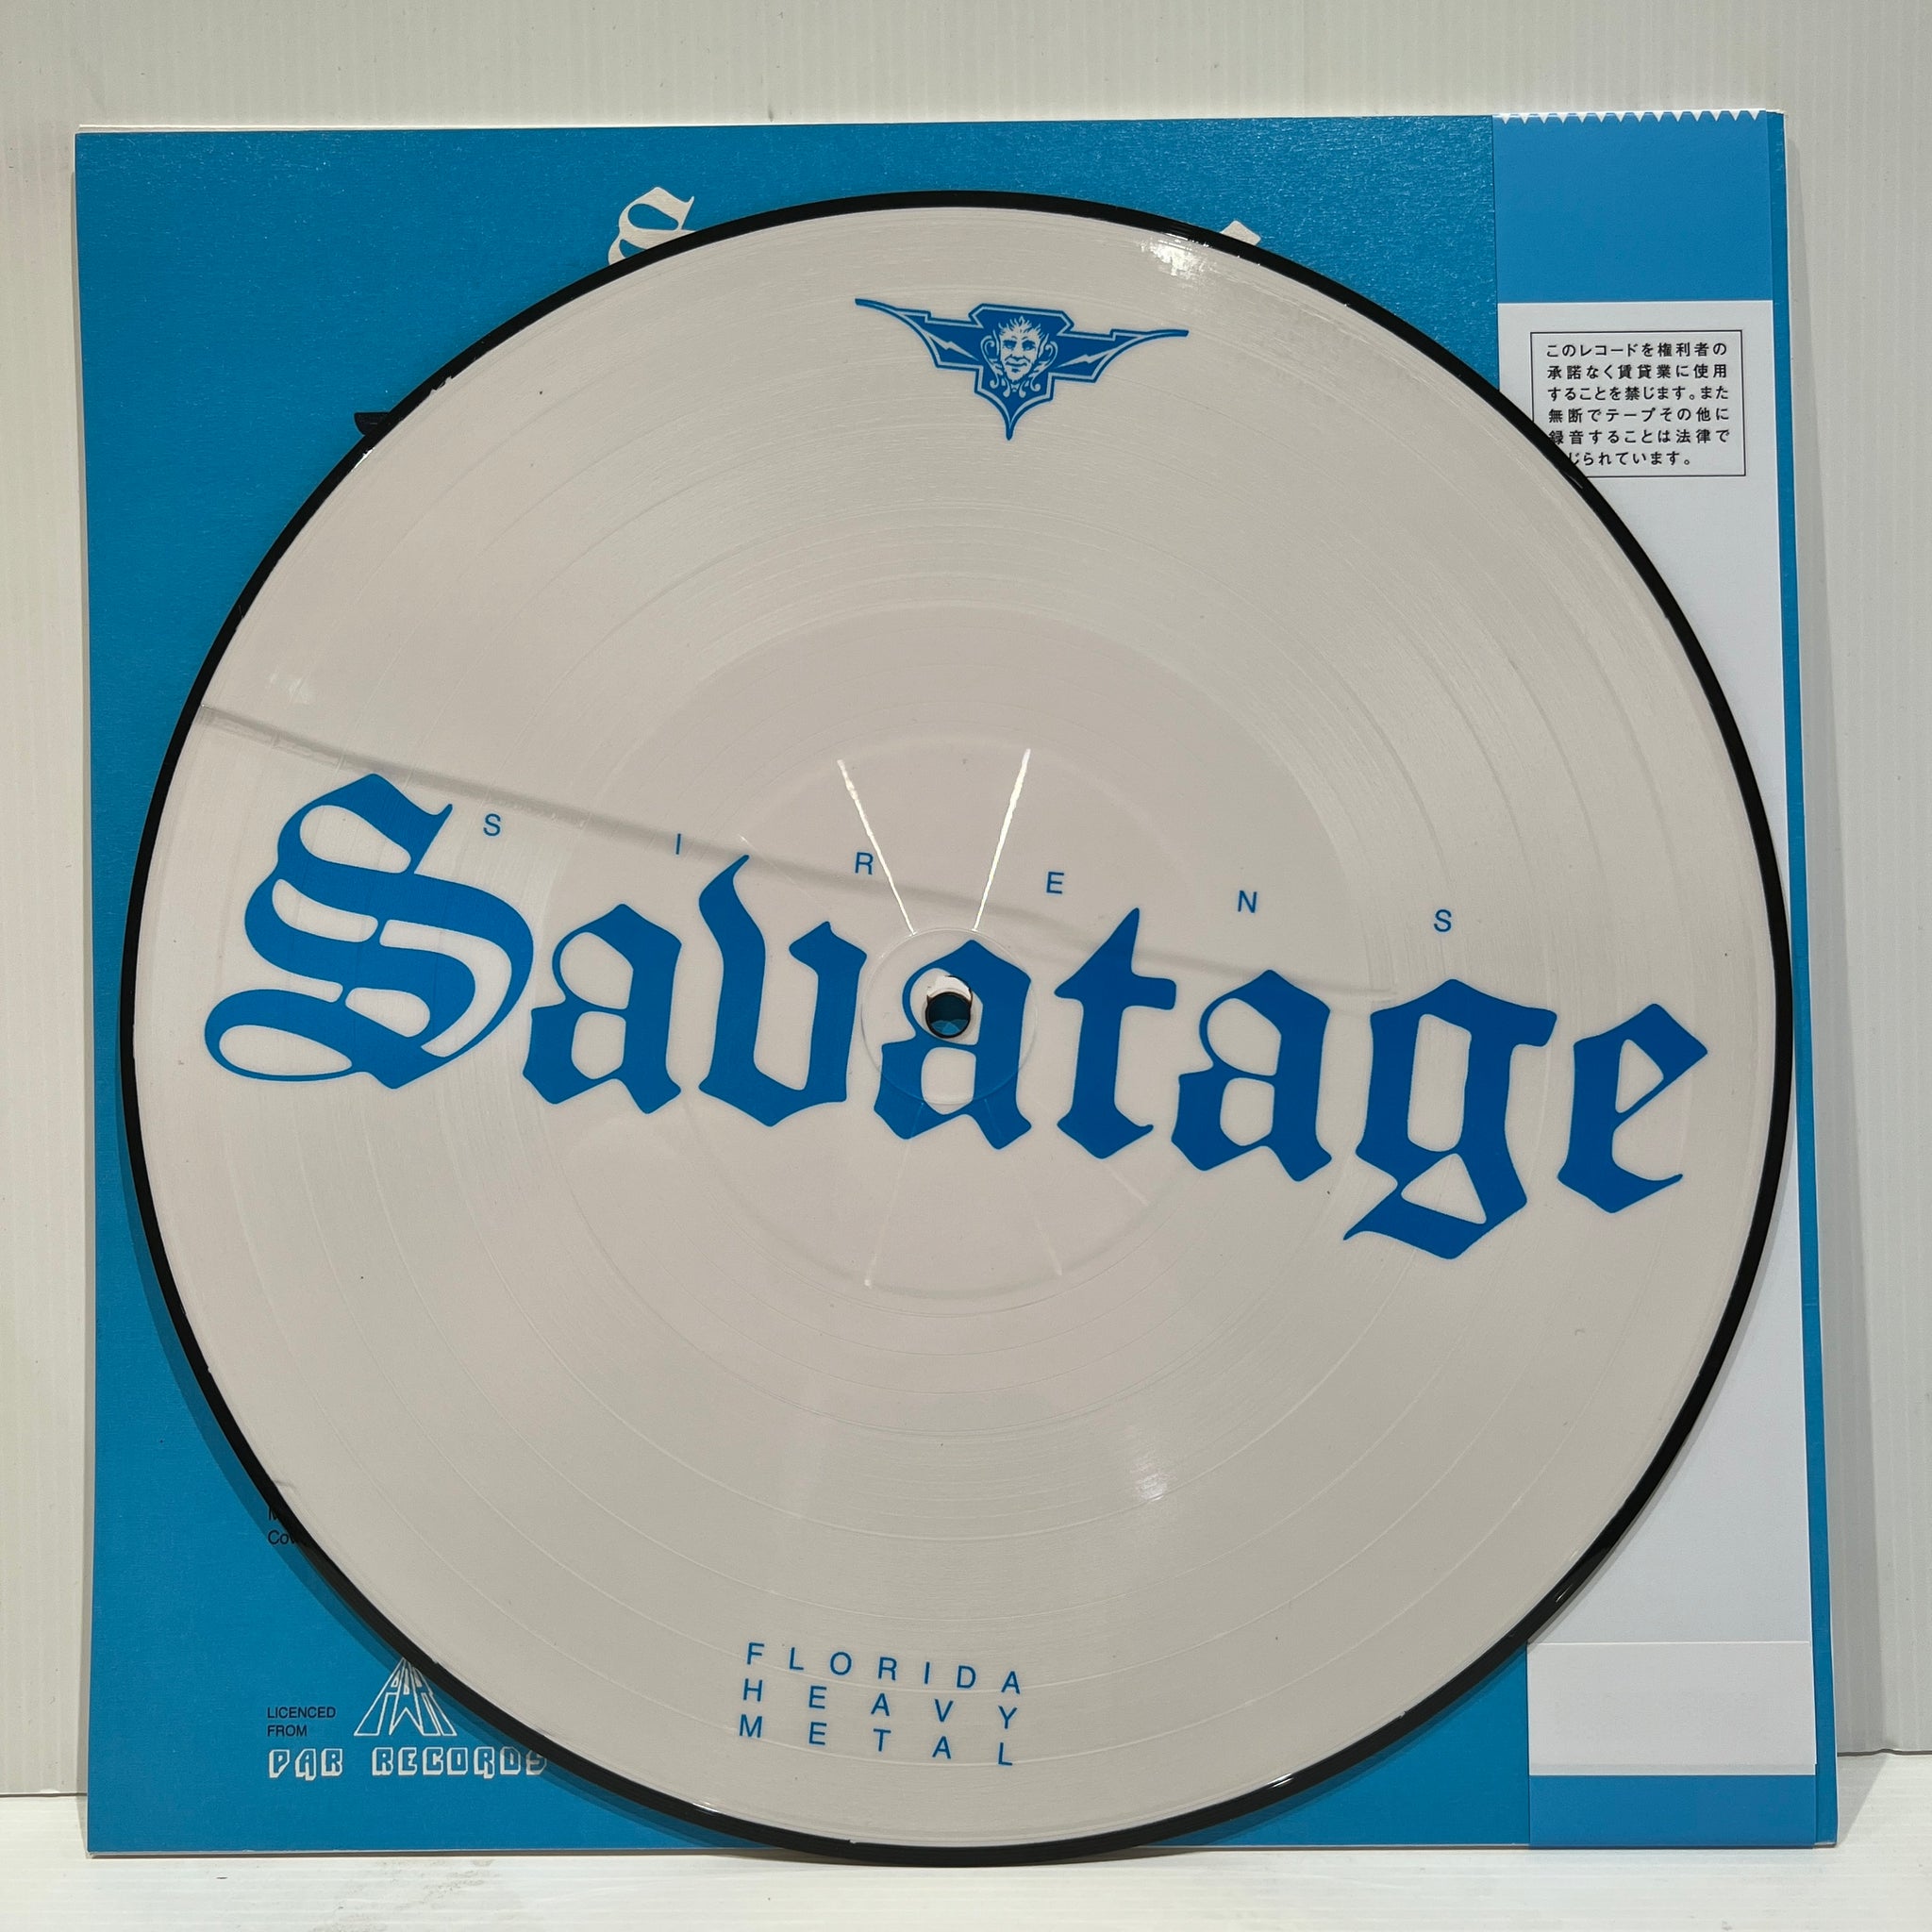 このレコードを権利者の
承諾なく賃貸業に使用
することを禁じます。また
無断でテープその他に
録音することは法律で
じられています。
SIRENS
Savatage
FLORIDA
HEAVY
METAL
LICENCED
FROM
PAR RECORDS